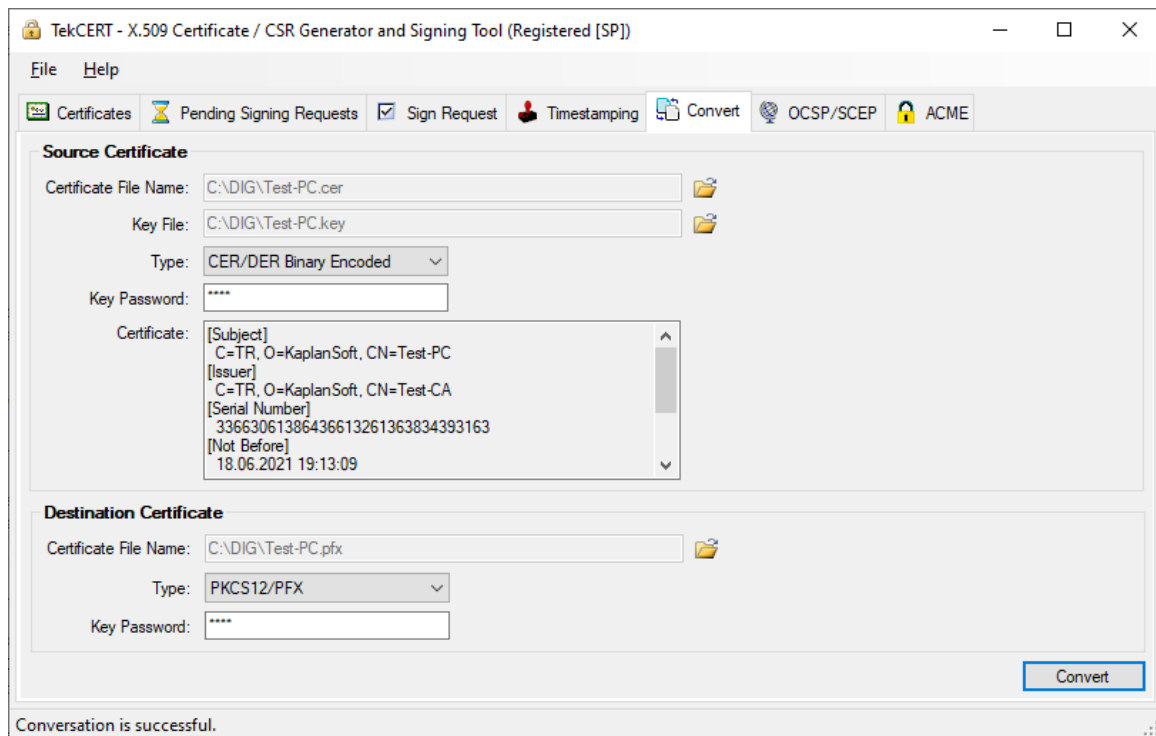 TekCERT - X.509 Certificate / CSR Generator and Signing Tool (Registered [SP])
File Help
Certificates Pending Signing Requests Sign Request Timestamping Convert OCSP/SCEP ACME
Source Certificate
Certificate File Name: C:\DIG\Test-PC.cer
Key File: C:\DIG\Test-PC.key
Type: CER/DER Binary Encoded
Key Password: ****
Certificate: [Subject]
C=TR, O=KaplanSoft, CN=Test-PC
[Issuer]
C=TR, O=KaplanSoft, CN=Test-CA
[Serial Number]
33663061386436613261363834393163
[Not Before]
18.06.2021 19:13:09
Destination Certificate
Certificate File Name: C:\DIG\Test-PC.pfx
Type: PKCS12/PFX
Key Password: ****
Convert
Conversation is successful.